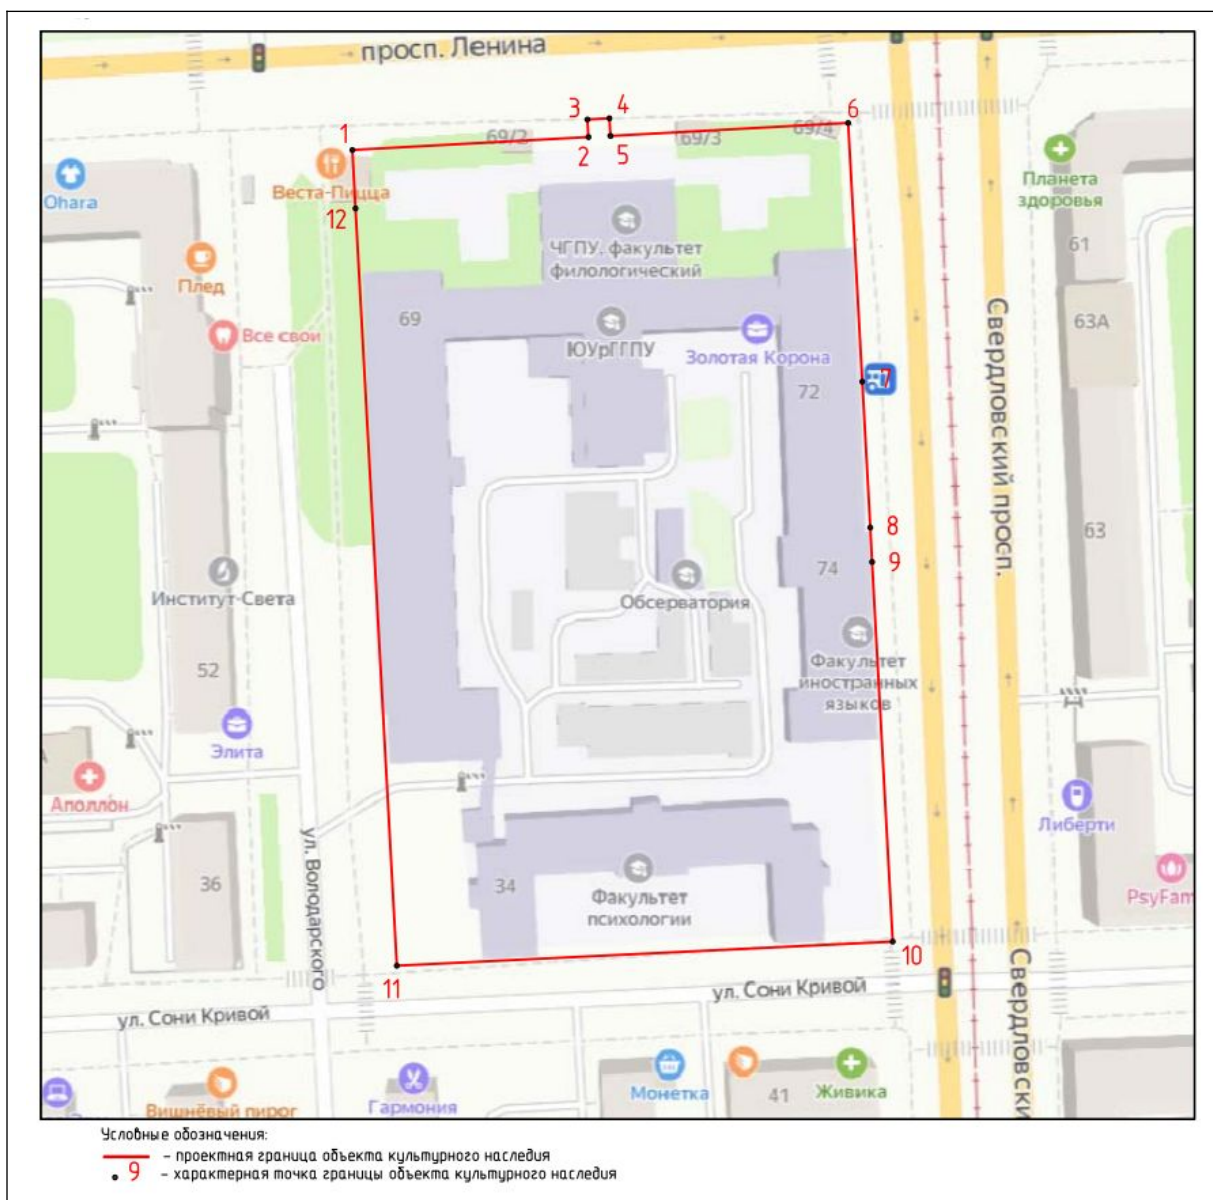 просп. Ленина
3 4 6
69/2 69/3 69/4
1 2 5
Веста-Пицца
12
Ohara
Планета
здоровья
61
ЧГПУ, факультет
филологический
Плед
69
Все свои
ЮУрГГПУ
Золотая Корона
63А
72
7
Свердловский просп.
8
9
63
74
Институт-Света
Обсерватория
Факультет
иностранных
языков
52
Элита
Аполлон
Либерти
36
ул. Володарского
34
Факультет
психологии
PsyFam
10
11
ул. Сони Кривой
ул. Сони Кривой
Свердловски
Монетка
41
Живика
Вишнёвый пирог
Гармония
Условные обозначения:
– проектная граница объекта культурного наследия
9 – характерная точка границы объекта культурного наследия